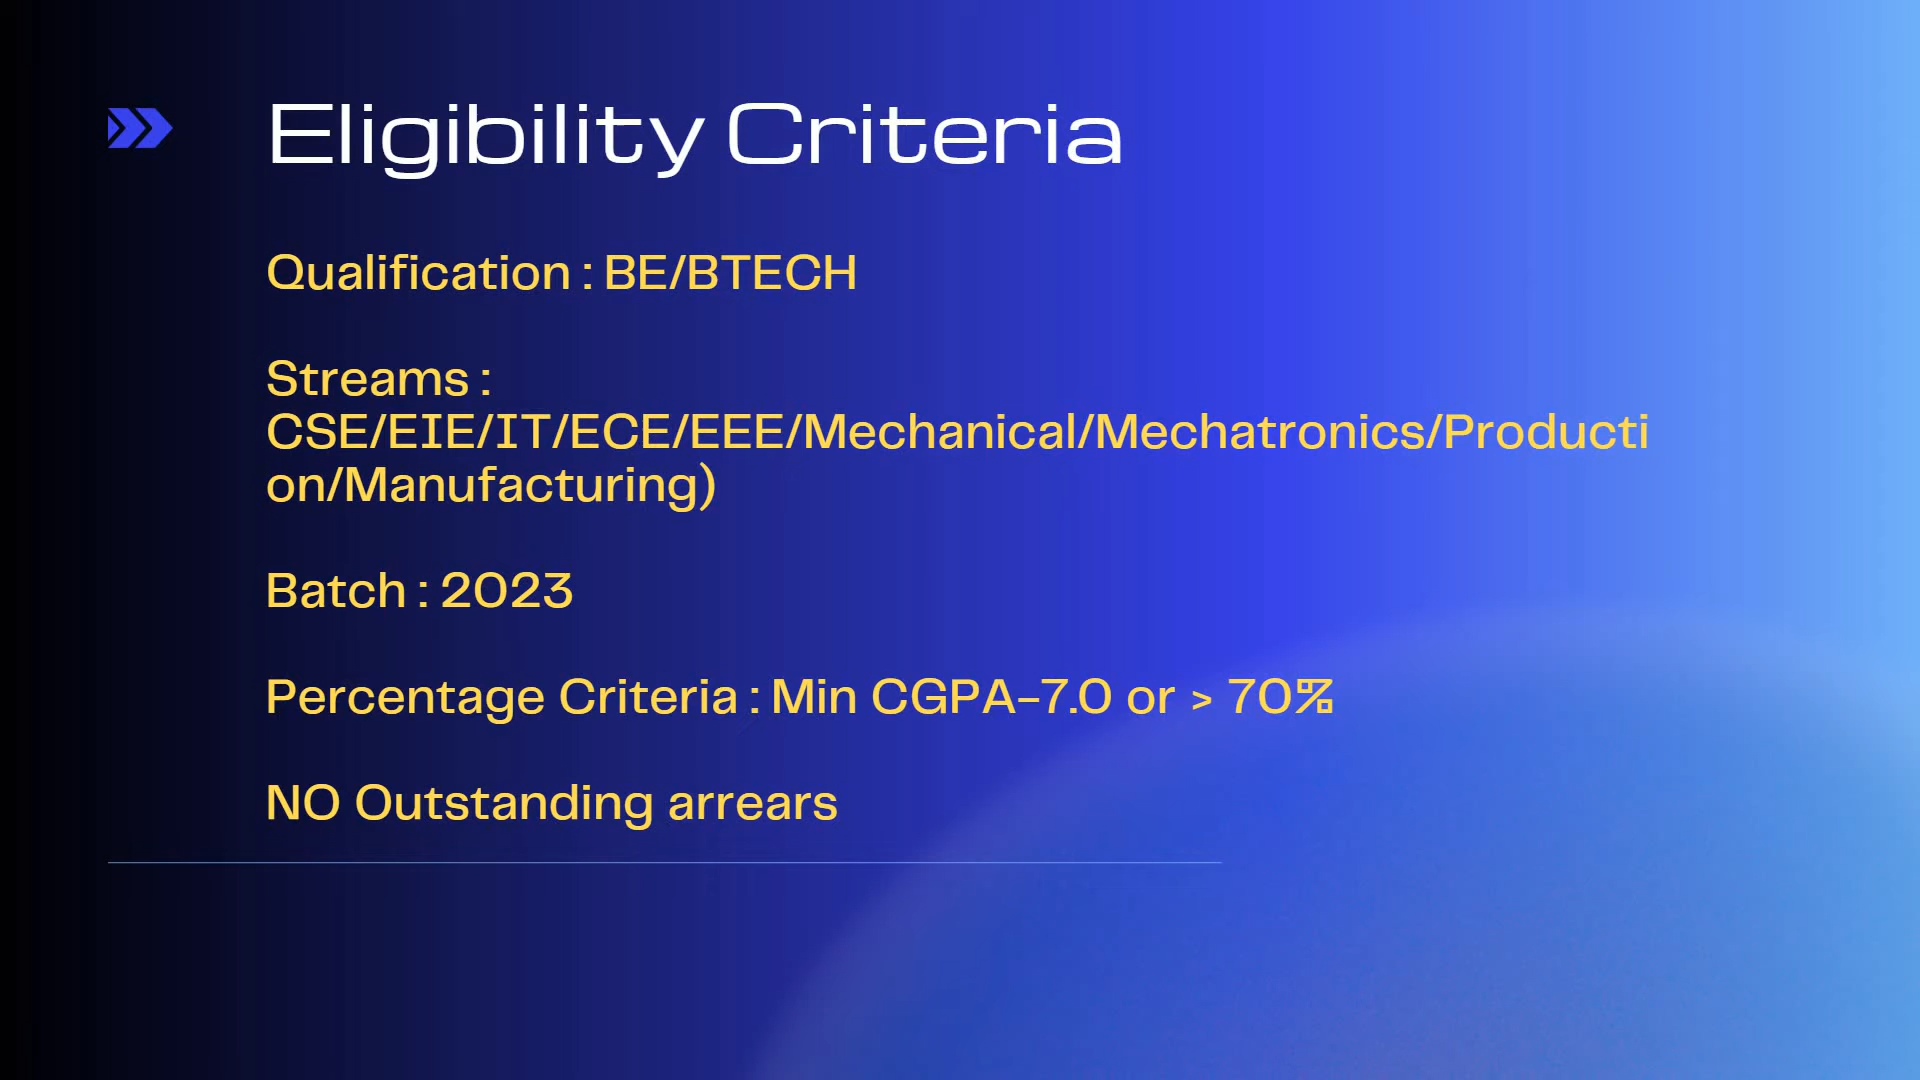 Eligibility Criteria
Qualification : BE/BTECH
Streams :
CSE/EIE/IT/ECE/EEE/Mechanical/Mechatronics/Producti
on/Manufacturing)
Batch : 2023
Percentage Criteria : Min CGPA-7.0 or > 70%
NO Outstanding arrears